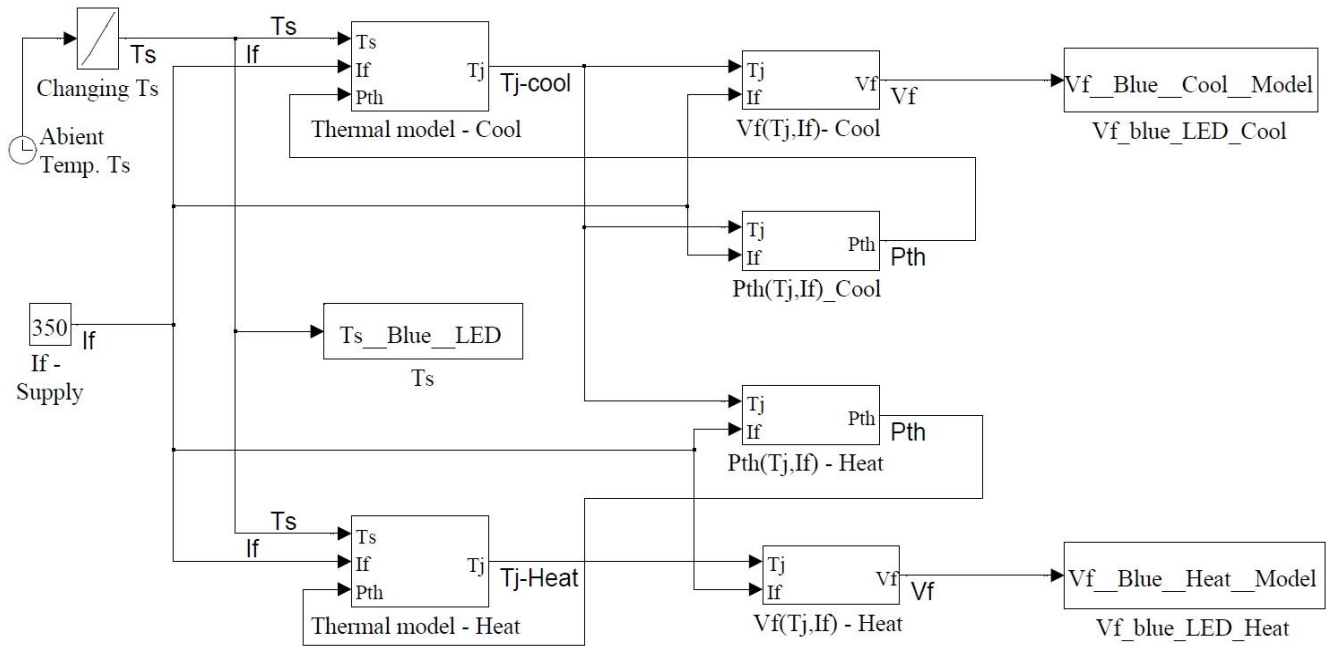 Ts
Changing Ts
Abient
Temp. Ts
Ts
If
Ts
If
Pth
Tj
Thermal model - Cool
Tj-cool
Tj
If
Vf
Vf(Tj,If)- Cool
Vf
Vf__Blue__Cool__Model
Vf_blue_LED_Cool
Tj
If
Pth
Pth(Tj,If)_Cool
Pth
350
If
If -
Supply
Ts__Blue__LED
Ts
Tj
If
Pth
Pth(Tj,If) - Heat
Pth
Ts
If
Ts
If
Pth
Tj
Thermal model - Heat
Tj-Heat
Tj
If
Vf
Vf(Tj,If) - Heat
Vf
Vf__Blue__Heat__Model
Vf_blue_LED_Heat